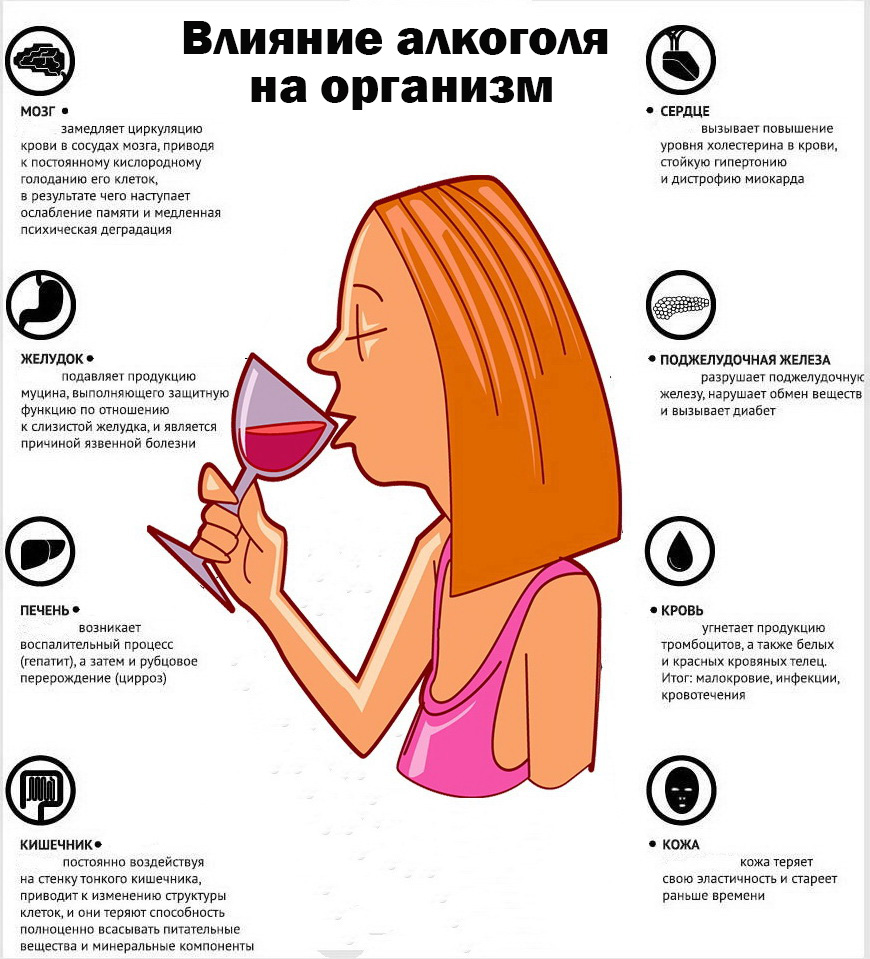 Влияние алкоголя
на организм
МОЗГ •
замедляет циркуляцию
крови в сосудах мозга, приводя
к постоянному кислородному
голоданию его клеток,
в результате чего наступает
ослабление памяти и медленная
психическая деградация
ЖЕЛУДОК •
подавляет продукцию
муцина, выполняющего защитную
функцию по отношению
к слизистой желудка, и является
причиной язвенной болезни
ПЕЧЕНЬ •
возникает
воспалительный процесс
(гепатит), а затем и рубцовое
перерождение (цирроз)
КИШЕЧНИК •
постоянно воздействуя
на стенку тонкого кишечника,
приводит к изменению структуры
клеток, и они теряют способность
полноценно всасывать питательные
вещества и минеральные компоненты
• СЕРДЦЕ
вызывает повышение
уровня холестерина в крови,
стойкую гипертонию
и дистрофию миокарда
• ПОДЖЕЛУДОЧНАЯ ЖЕЛЕЗА
разрушает поджелудочную
железу, нарушает обмен веществ
и вызывает диабет
• КРОВЬ
угнетает продукцию
тромбоцитов, а также белых
и красных кровяных телец.
Итог: малокровие, инфекции,
кровотечения
• КОЖА
кожа теряет
свою эластичность и стареет
раньше времени